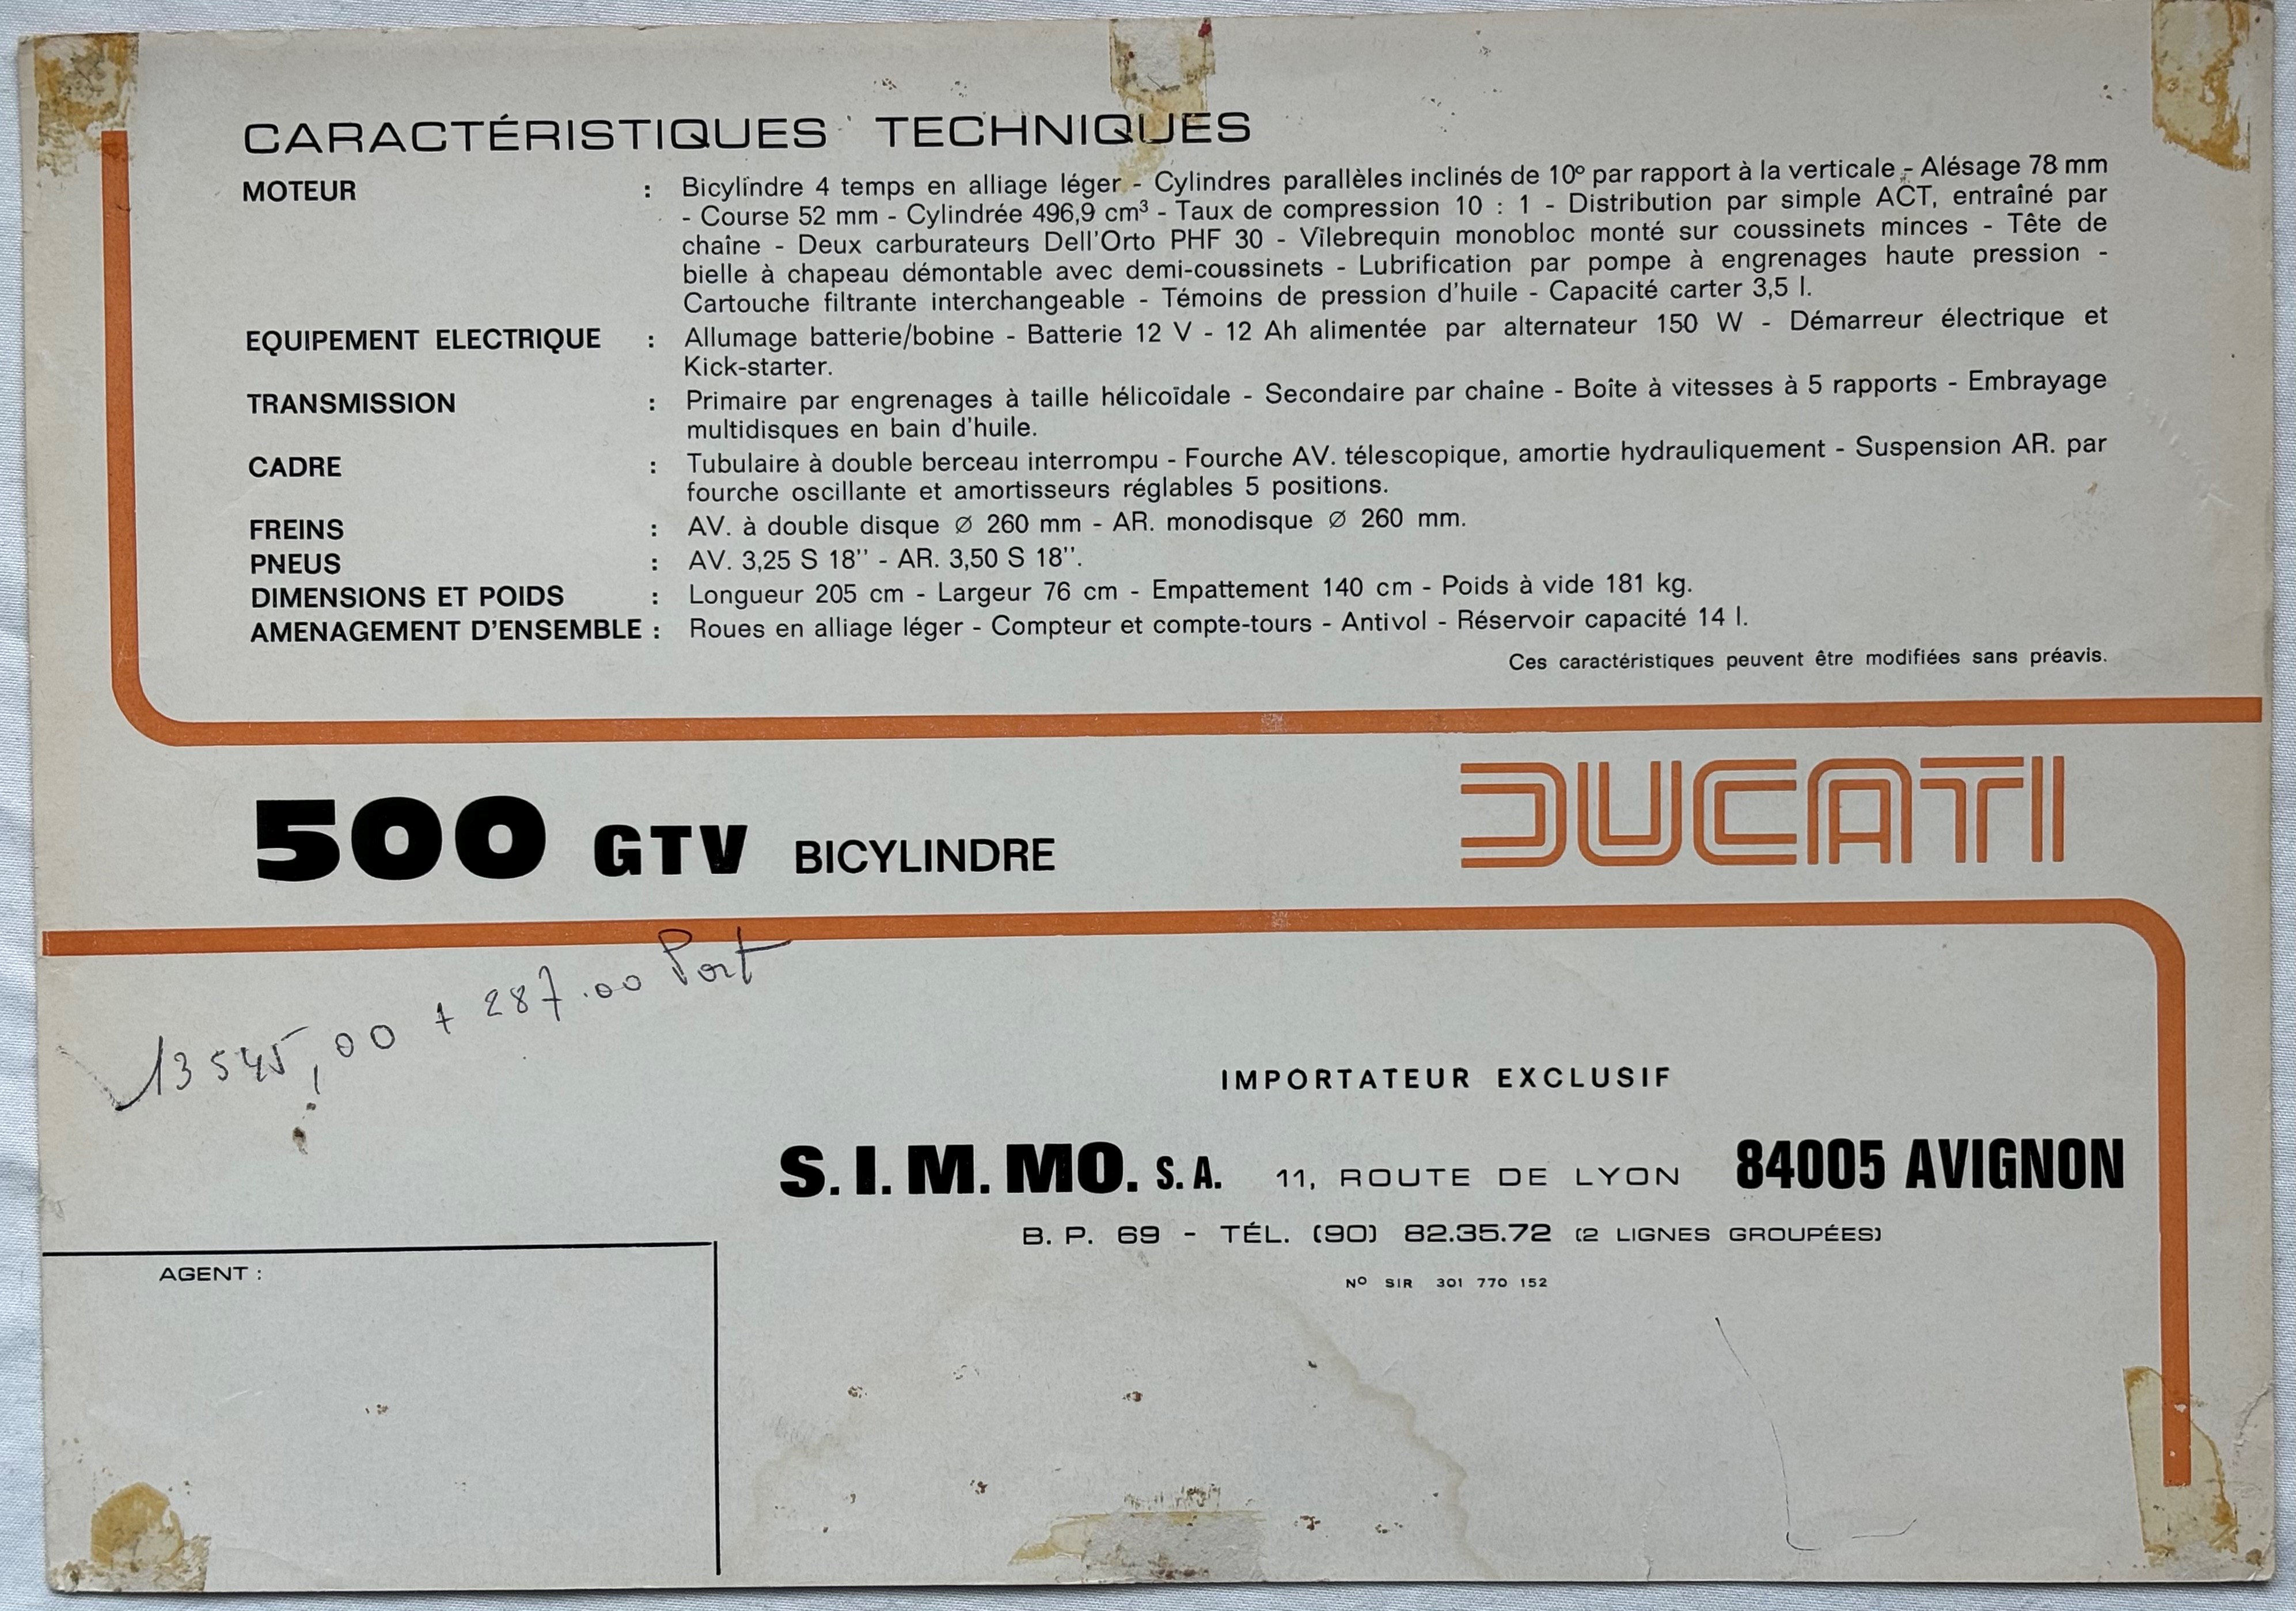 CARACTÉRISTIQUES TECHNIQUES
MOTEUR : Bicylindre 4 temps en alliage léger - Cylindres parallèles inclinés de 10º par rapport à la verticale - Alésage 78 mm
- Course 52 mm - Cylindrée 496,9 cm³ - Taux de compression 10 : 1 - Distribution par simple ACT, entraîné par
chaîne - Deux carburateurs Dell'Orto PHF 30 - Vilebrequin monobloc monté sur coussinets minces - Tête de
bielle à chapeau démontable avec demi-coussinets - Lubrification par pompe à engrenages haute pression -
Cartouche filtrante interchangeable - Témoins de pression d'huile - Capacité carter 3,5 l.
EQUIPEMENT ELECTRIQUE : Allumage batterie/bobine - Batterie 12 V - 12 Ah alimentée par alternateur 150 W - Démarreur électrique et
Kick-starter.
TRANSMISSION : Primaire par engrenages à taille hélicoïdale - Secondaire par chaîne - Boîte à vitesses à 5 rapports - Embrayage
multidisques en bain d'huile.
CADRE : Tubulaire à double berceau interrompu - Fourche AV. télescopique, amortie hydrauliquement - Suspension AR. par
fourche oscillante et amortisseurs réglables 5 positions.
FREINS : AV. à double disque ∅ 260 mm - AR. monodisque ∅ 260 mm.
PNEUS : AV. 3,25 S 18'' - AR. 3,50 S 18''.
DIMENSIONS ET POIDS : Longueur 205 cm - Largeur 76 cm - Empattement 140 cm - Poids à vide 181 kg.
AMENAGEMENT D'ENSEMBLE : Roues en alliage léger - Compteur et compte-tours - Antivol - Réservoir capacité 14 l.
Ces caractéristiques peuvent être modifiées sans préavis.
500 GTV BICYLINDRE
DUCATI
13545,00 + 287.00 Port
IMPORTATEUR EXCLUSIF
S.I.M.MO. S.A. 11, ROUTE DE LYON 84005 AVIGNON
B. P. 69 - TÉL. (90) 82.35.72 (2 LIGNES GROUPÉES)
Nº SIR 301 770 152
AGENT :